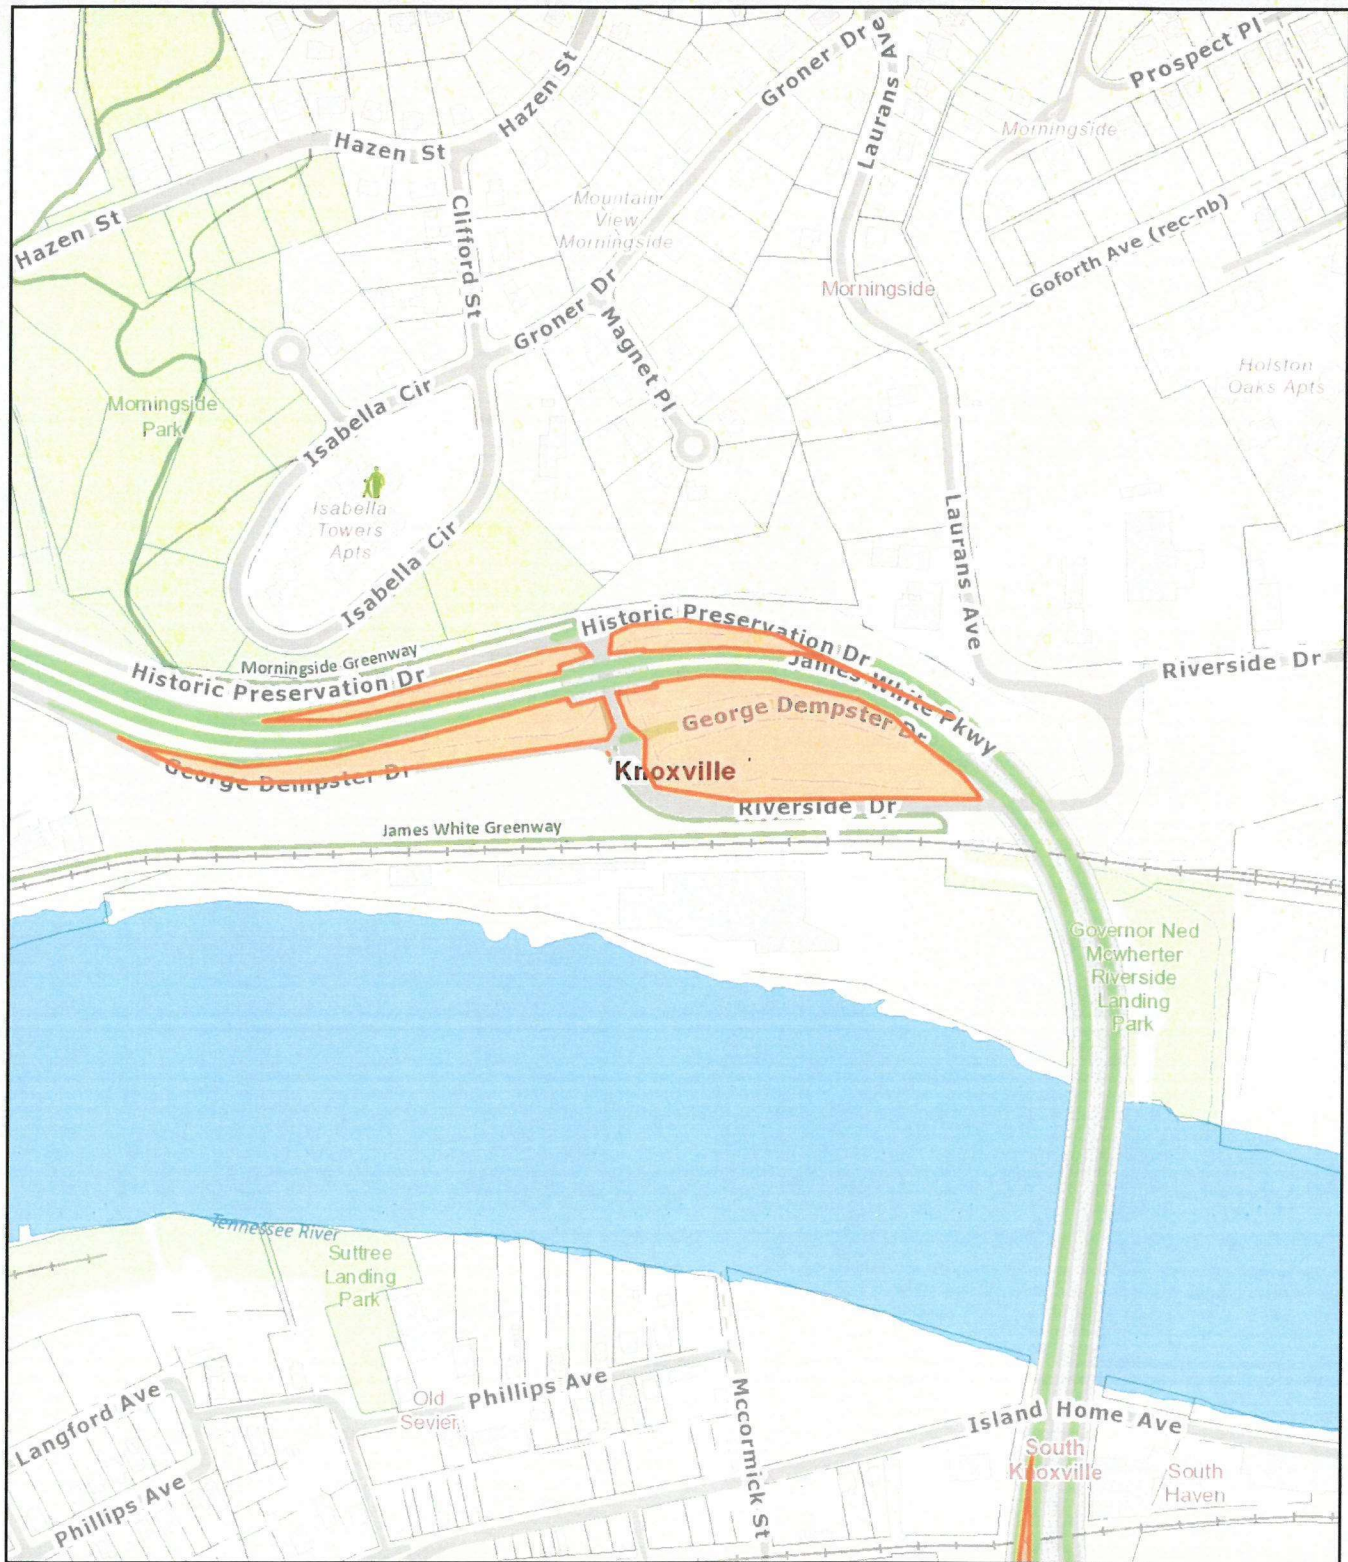 Groner Dr
Laurans Ave
Prospect Pl
Hazen St
Morningside
Hazen St
Clifford St
Mountain
View
Morningside
Hazen St
Goforth Ave (rec-nb)
Groner Dr
Morningside
Magnet Pl
Holston
Oaks Apts
Morningside
Park
Isabella Cir
Isabella
Towers
Apts
Isabella Cir
Laurans Ave
Historic Preservation Dr
Morningside Greenway
Historic Preservation Dr
James White Pkwy
Riverside Dr
George Dempster Dr
George Dempster Dr
Knoxville
Riverside Dr
James White Greenway
Governor Ned
Mcwherter
Riverside
Landing
Park
Tennessee River
Suttree
Landing
Park
Langford Ave
Old
Sevier
Phillips Ave
Mccormick St
Island Home Ave
South
Knoxville
South
Haven
Phillips Ave